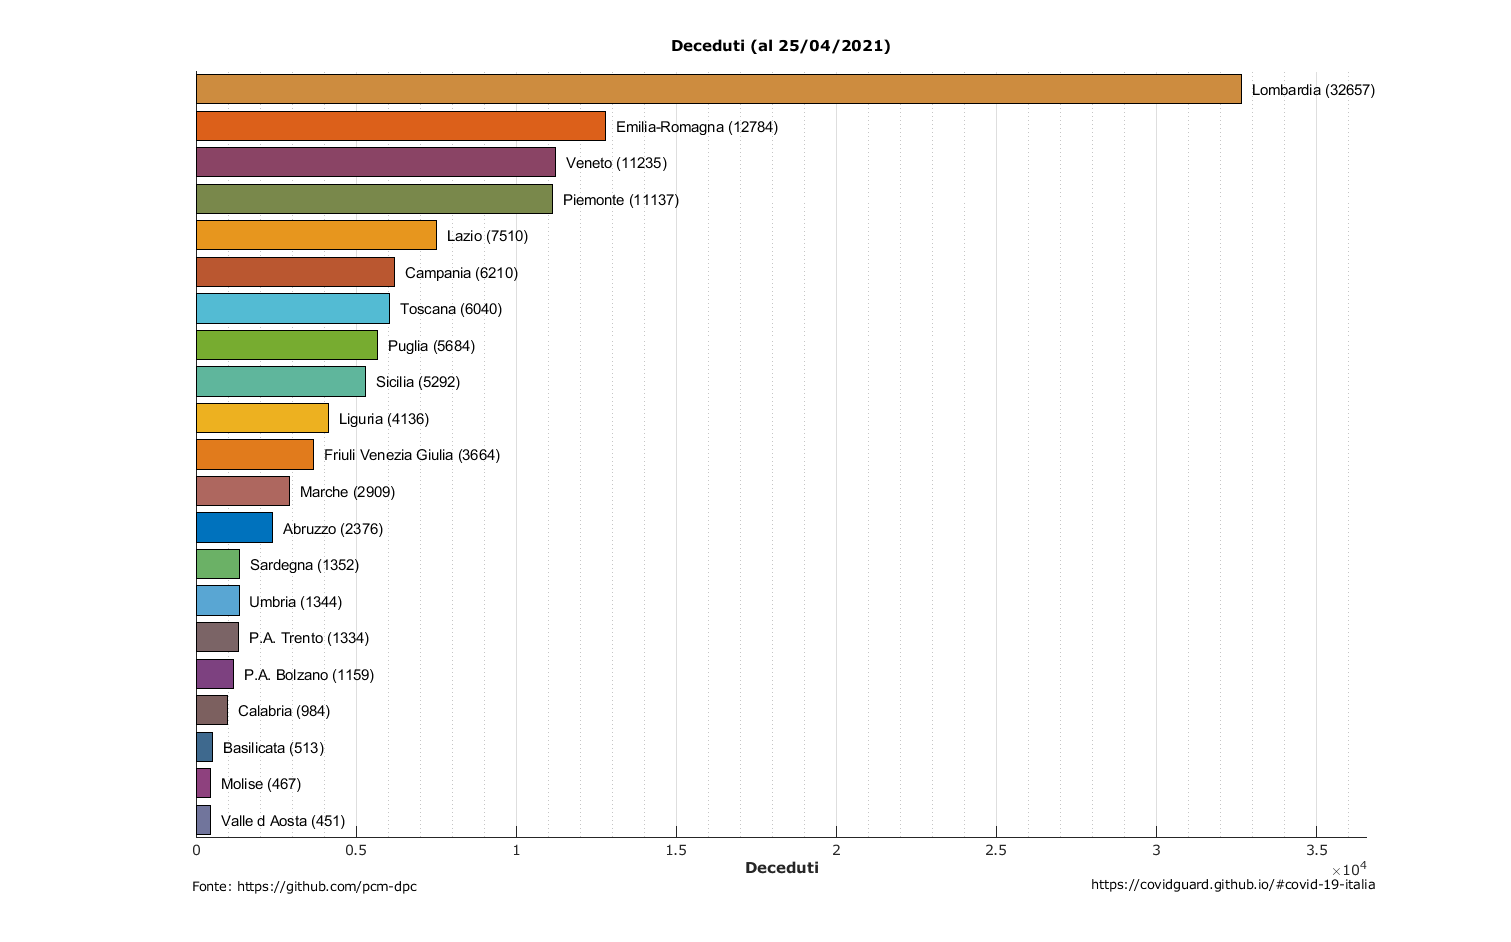 Deceduti (al 25/04/2021)
Lombardia (32657)
Emilia-Romagna (12784)
Veneto (11235)
Piemonte (11137)
Lazio (7510)
Campania (6210)
Toscana (6040)
Puglia (5684)
Sicilia (5292)
Liguria (4136)
Friuli Venezia Giulia (3664)
Marche (2909)
Abruzzo (2376)
Sardegna (1352)
Umbria (1344)
P.A. Trento (1334)
P.A. Bolzano (1159)
Calabria (984)
Basilicata (513)
Molise (467)
Valle d Aosta (451)
0 0.5 1 1.5 2 2.5 3 3.5
×10⁴
Deceduti
Fonte: https://github.com/pcm-dpc
https://covidguard.github.io/#covid-19-italia